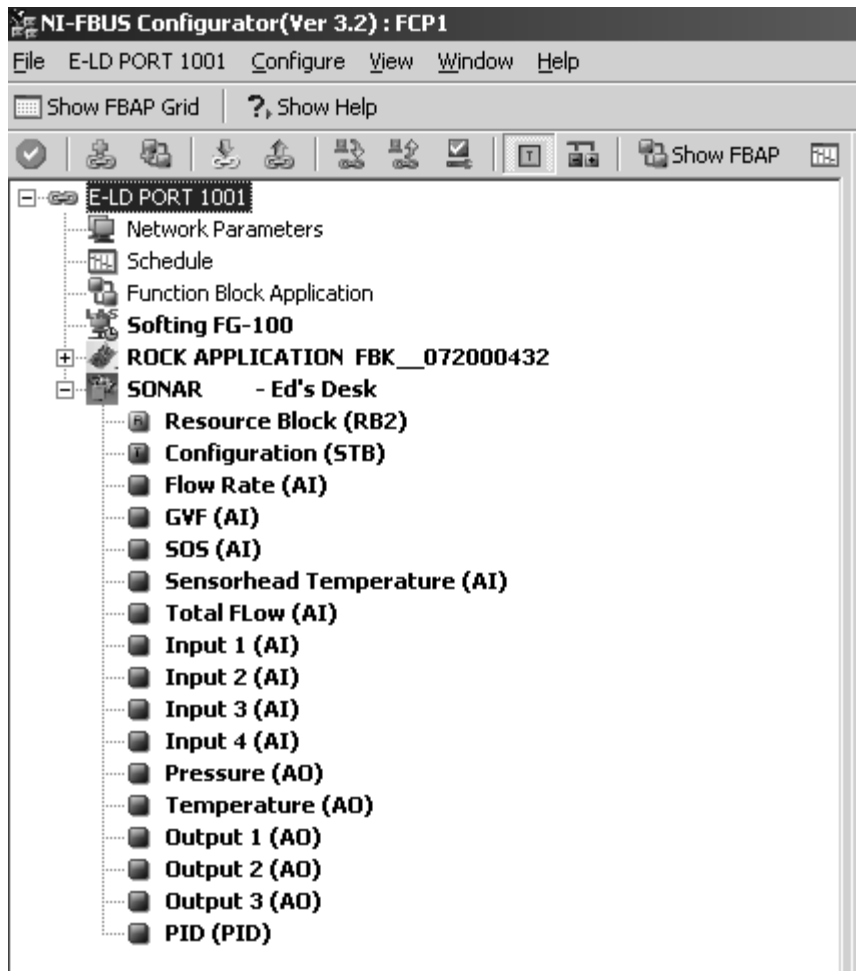 NI-FBUS Configurator(Ver 3.2) : FCP1
File E-LD PORT 1001 Configure View Window Help
Show FBAP Grid ?, Show Help
T Show FBAP
E-LD PORT 1001
Network Parameters
Schedule
Function Block Application
LAS Softing FG-100
ROCK APPLICATION FBK__072000432
SONAR - Ed's Desk
R Resource Block (RB2)
T Configuration (STB)
Flow Rate (AI)
GVF (AI)
SOS (AI)
Sensorhead Temperature (AI)
Total FLow (AI)
Input 1 (AI)
Input 2 (AI)
Input 3 (AI)
Input 4 (AI)
Pressure (AO)
Temperature (AO)
Output 1 (AO)
Output 2 (AO)
Output 3 (AO)
PID (PID)